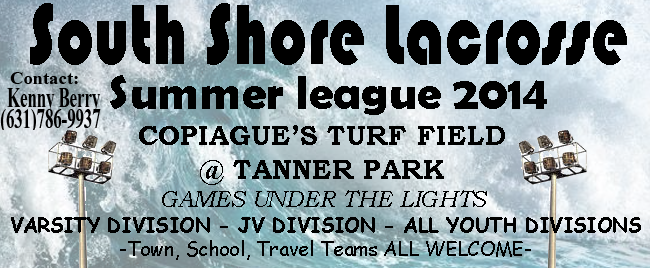 South Shore Lacrosse
Contact:
Kenny Berry
(631)786-9937
Summer league 2014
COPIAGUE'S TURF FIELD
@ TANNER PARK
GAMES UNDER THE LIGHTS
VARSITY DIVISION - JV DIVISION - ALL YOUTH DIVISIONS
-Town, School, Travel Teams ALL WELCOME-